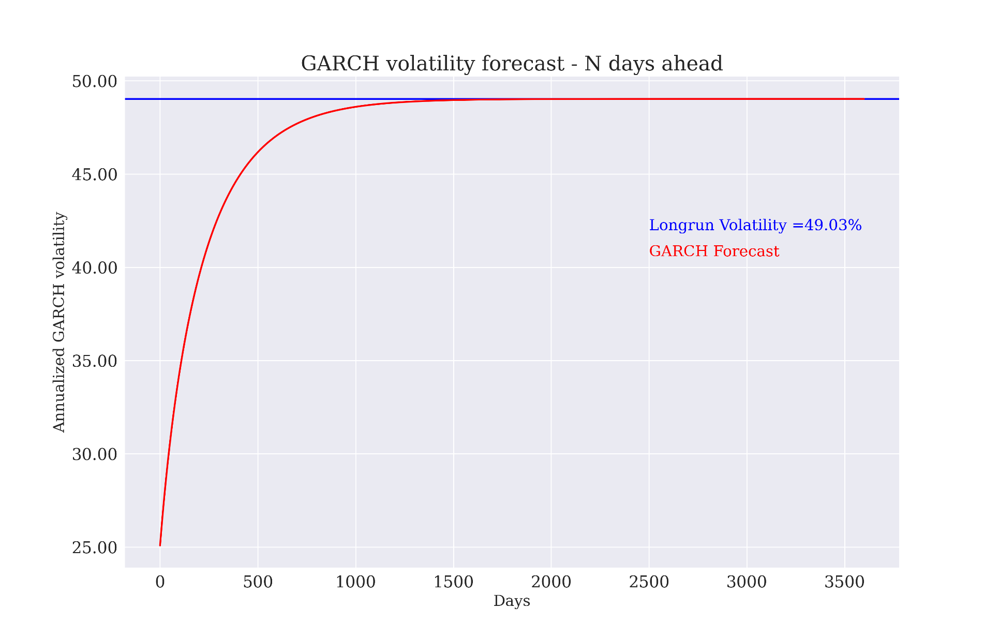 GARCH volatility forecast - N days ahead
50.00
45.00
40.00
35.00
30.00
25.00
Annualized GARCH volatility
Longrun Volatility =49.03%
GARCH Forecast
0 500 1000 1500 2000 2500 3000 3500
Days